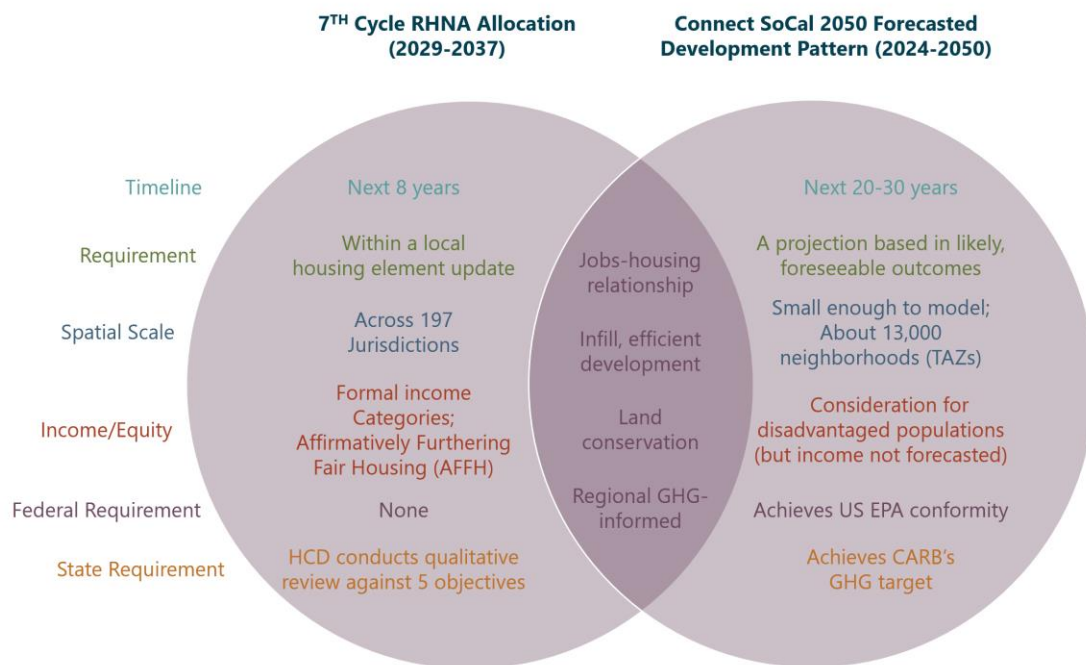 7TH Cycle RHNA Allocation
(2029-2037)
Connect SoCal 2050 Forecasted
Development Pattern (2024-2050)
Timeline
Next 8 years
Next 20-30 years
Requirement
Within a local
housing element update
A projection based in likely,
foreseeable outcomes
Jobs-housing
relationship
Spatial Scale
Across 197
Jurisdictions
Small enough to model;
About 13,000
neighborhoods (TAZs)
Infill, efficient
development
Income/Equity
Formal income
Categories;
Affirmatively Furthering
Fair Housing (AFFH)
Land
conservation
Consideration for
disadvantaged populations
(but income not forecasted)
Federal Requirement
None
Regional GHG-
informed
Achieves US EPA conformity
State Requirement
HCD conducts qualitative
review against 5 objectives
Achieves CARB's
GHG target